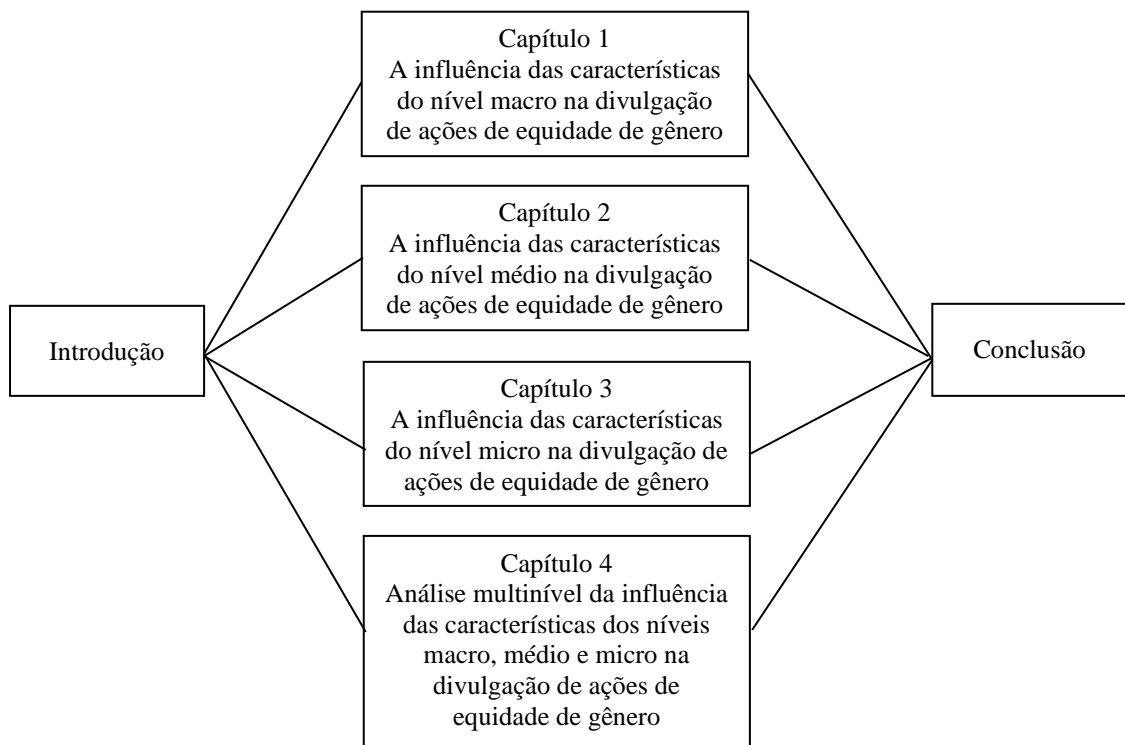 Introdução
Capítulo 1
A influência das características
do nível macro na divulgação
de ações de equidade de gênero
Capítulo 2
A influência das características
do nível médio na divulgação
de ações de equidade de gênero
Capítulo 3
A influência das características
do nível micro na divulgação de
ações de equidade de gênero
Capítulo 4
Análise multinível da influência
das características dos níveis
macro, médio e micro na
divulgação de ações de
equidade de gênero
Conclusão